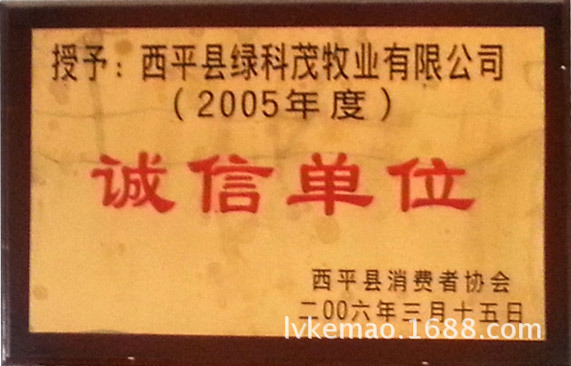 授予：西平县绿科茂牧业有限公司
（2005年度）
诚信单位
西平县消费者协会
二00六年三月十五日
lvkemao.1688.com